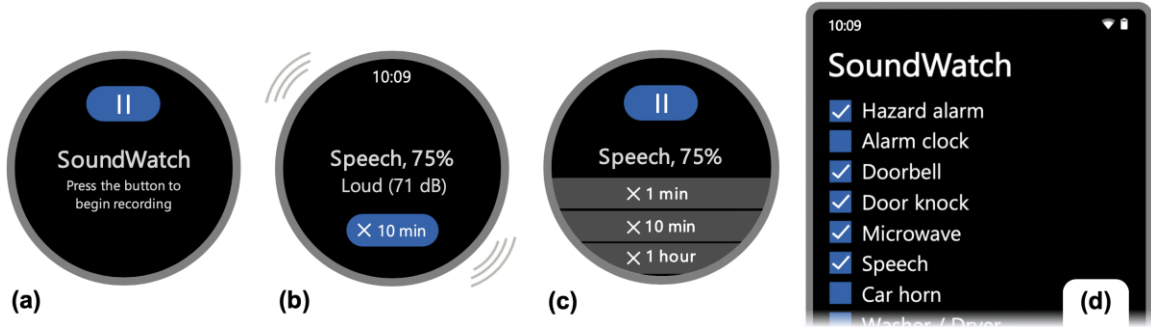 SoundWatch
Press the button to
begin recording
(a)
10:09
Speech, 75%
Loud (71 dB)
× 10 min
(b)
Speech, 75%
× 1 min
× 10 min
× 1 hour
(c)
10:09
SoundWatch
Hazard alarm
Alarm clock
Doorbell
Door knock
Microwave
Speech
Car horn
Washer / Dryer
(d)